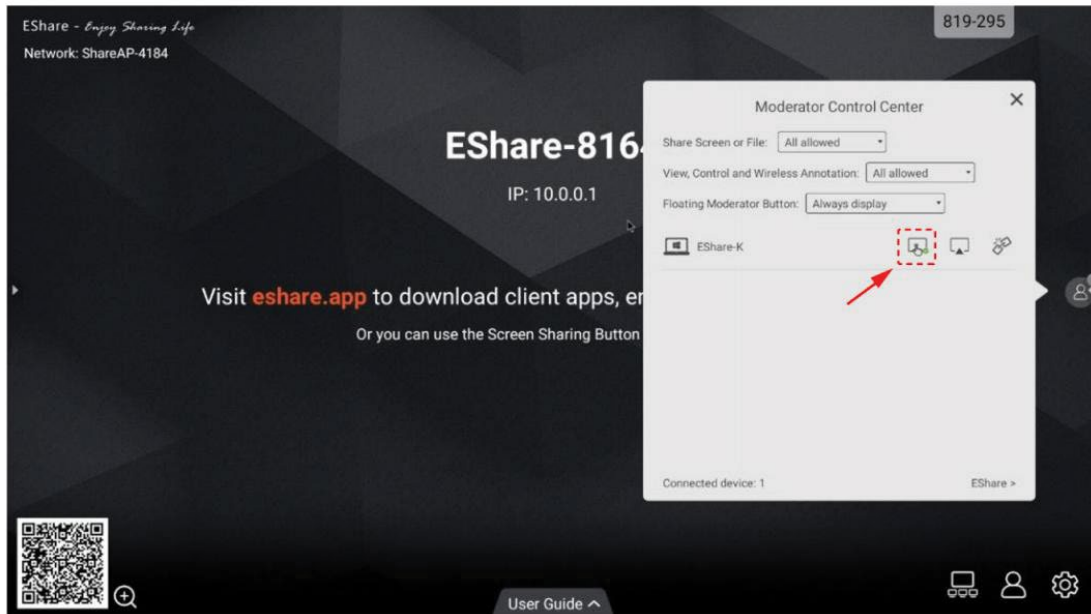 EShare - Enjoy Sharing Life
819-295
Network: ShareAP-4184
Moderator Control Center
Share Screen or File: All allowed
EShare-816
View, Control and Wireless Annotation: All allowed
IP: 10.0.0.1
Floating Moderator Button: Always display
EShare-K
Visit eshare.app to download client apps, er
Or you can use the Screen Sharing Button
Connected device: 1
EShare >
User Guide